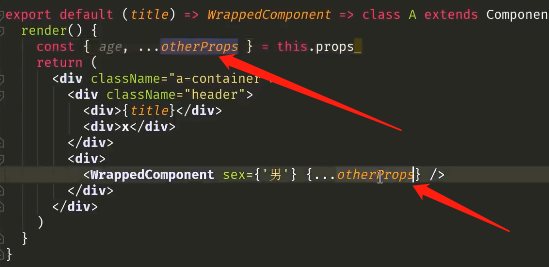 export default (title) => WrappedComponent => class A extends Componen
render() {
const { age, ...otherProps } = this.props
return (
<div className="a-container">
<div className="header">
<div>{title}</div>
<div>x</div>
</div>
<div>
<WrappedComponent sex={'男'} {...otherProps} />
</div>
</div>
)
}
}